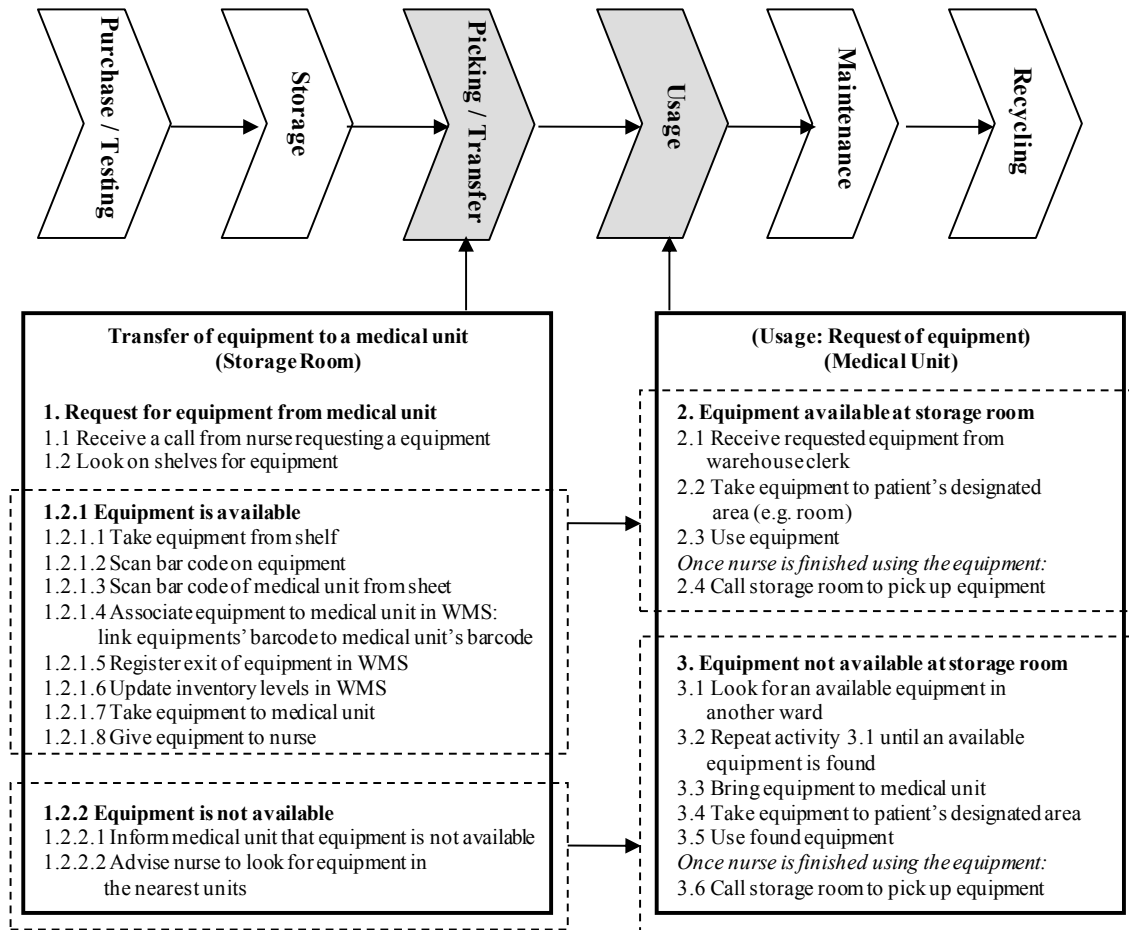 Purchase / Testing
Storage
Picking / Transfer
Usage
Maintenance
Recycling
Transfer of equipment to a medical unit
(Storage Room)
1. Request for equipment from medical unit
1.1 Receive a call from nurse requesting a equipment
1.2 Look on shelves for equipment
1.2.1 Equipment is available
1.2.1.1 Take equipment from shelf
1.2.1.2 Scan bar code on equipment
1.2.1.3 Scan bar code of medical unit from sheet
1.2.1.4 Associate equipment to medical unit in WMS:
link equipments' barcode to medical unit's barcode
1.2.1.5 Register exit of equipment in WMS
1.2.1.6 Update inventory levels in WMS
1.2.1.7 Take equipment to medical unit
1.2.1.8 Give equipment to nurse
1.2.2 Equipment is not available
1.2.2.1 Inform medical unit that equipment is not available
1.2.2.2 Advise nurse to look for equipment in
the nearest units
(Usage: Request of equipment)
(Medical Unit)
2. Equipment available at storage room
2.1 Receive requested equipment from
warehouse clerk
2.2 Take equipment to patient's designated
area (e.g. room)
2.3 Use equipment
Once nurse is finished using the equipment:
2.4 Call storage room to pick up equipment
3. Equipment not available at storage room
3.1 Look for an available equipment in
another ward
3.2 Repeat activity 3.1 until an available
equipment is found
3.3 Bring equipment to medical unit
3.4 Take equipment to patient's designated area
3.5 Use found equipment
Once nurse is finished using the equipment:
3.6 Call storage room to pick up equipment